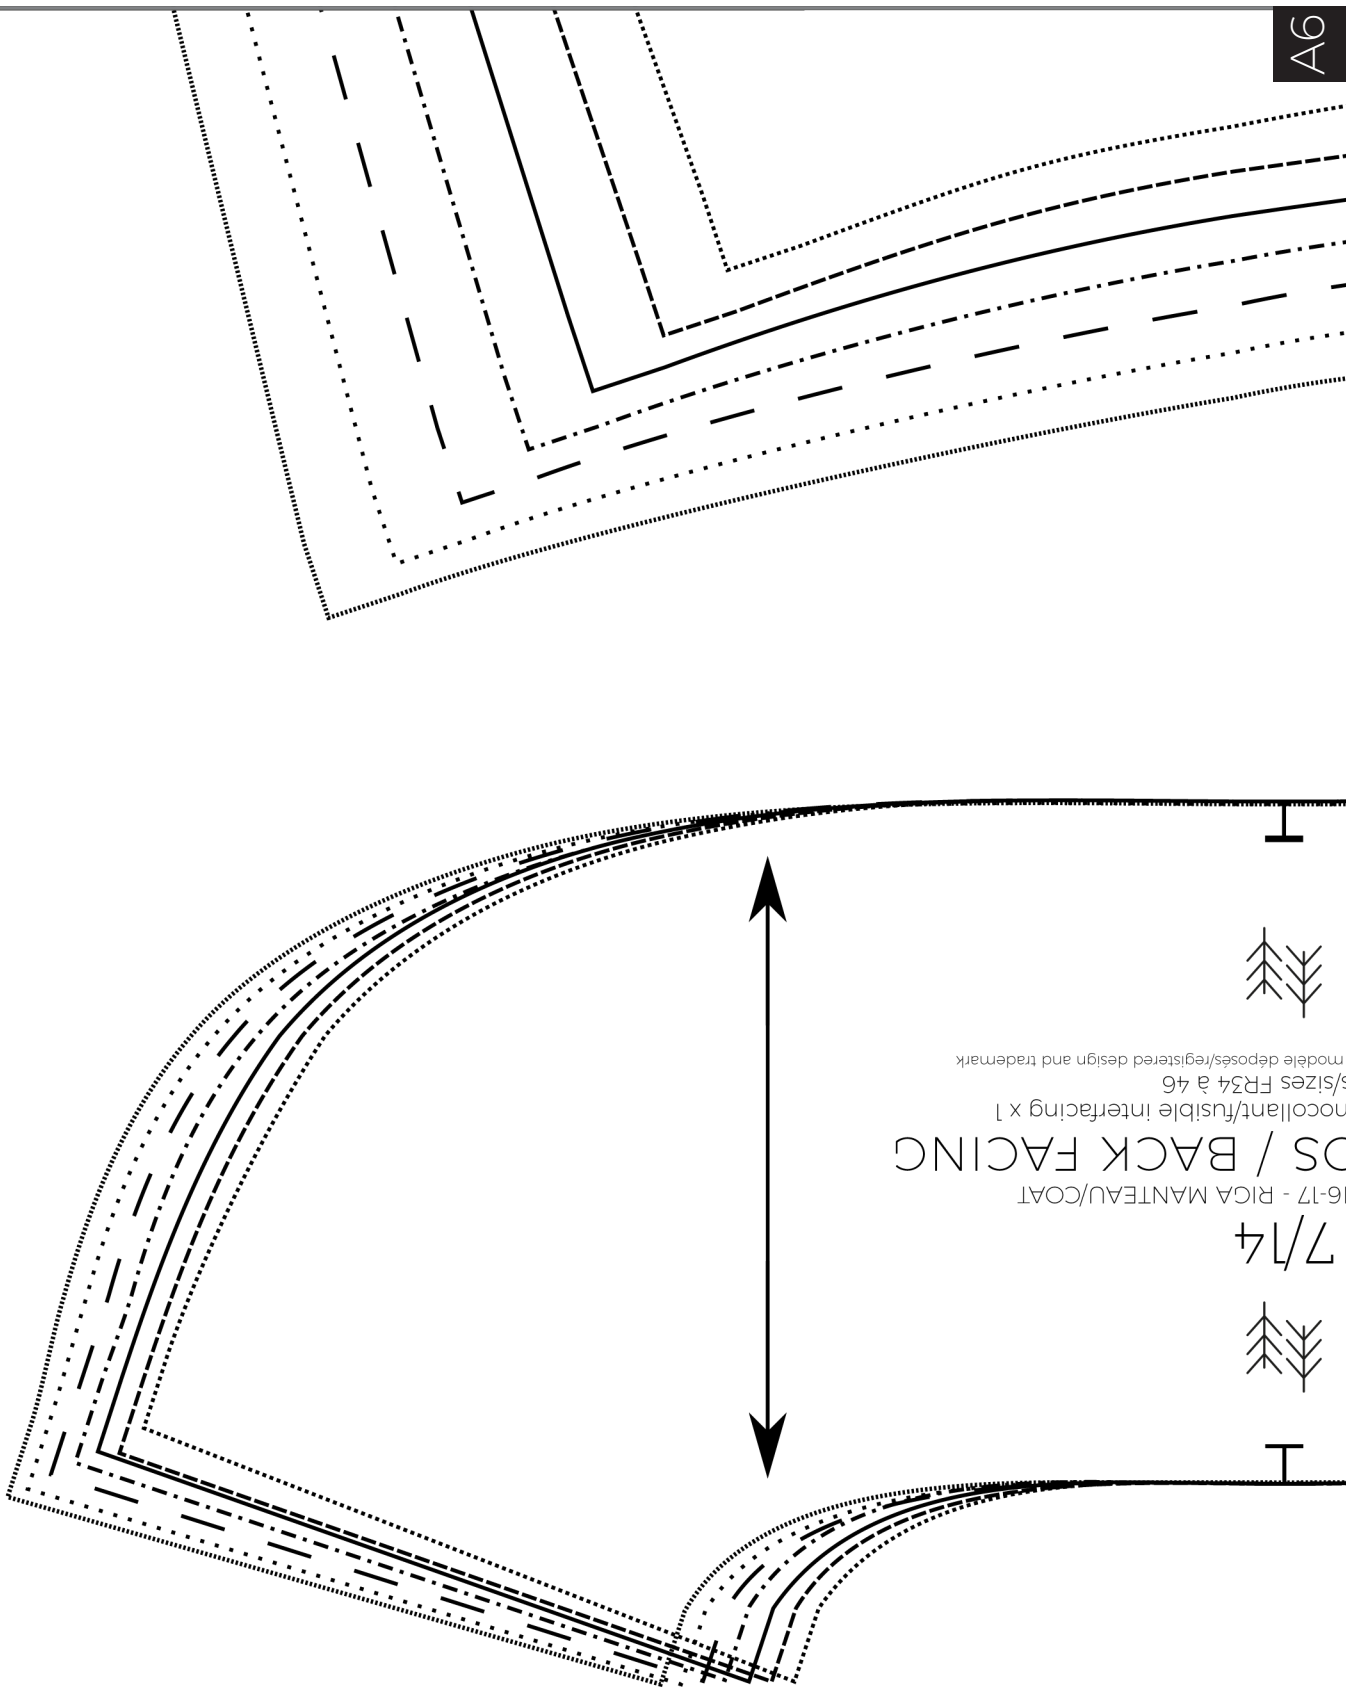 A6
7/14
16-17 - RIGA MANTEAU/COAT
OS / BACK FACING
nocollant/fusible interfacing x 1
s/sizes FR34 à 46
modèle déposés/registered design and trademark